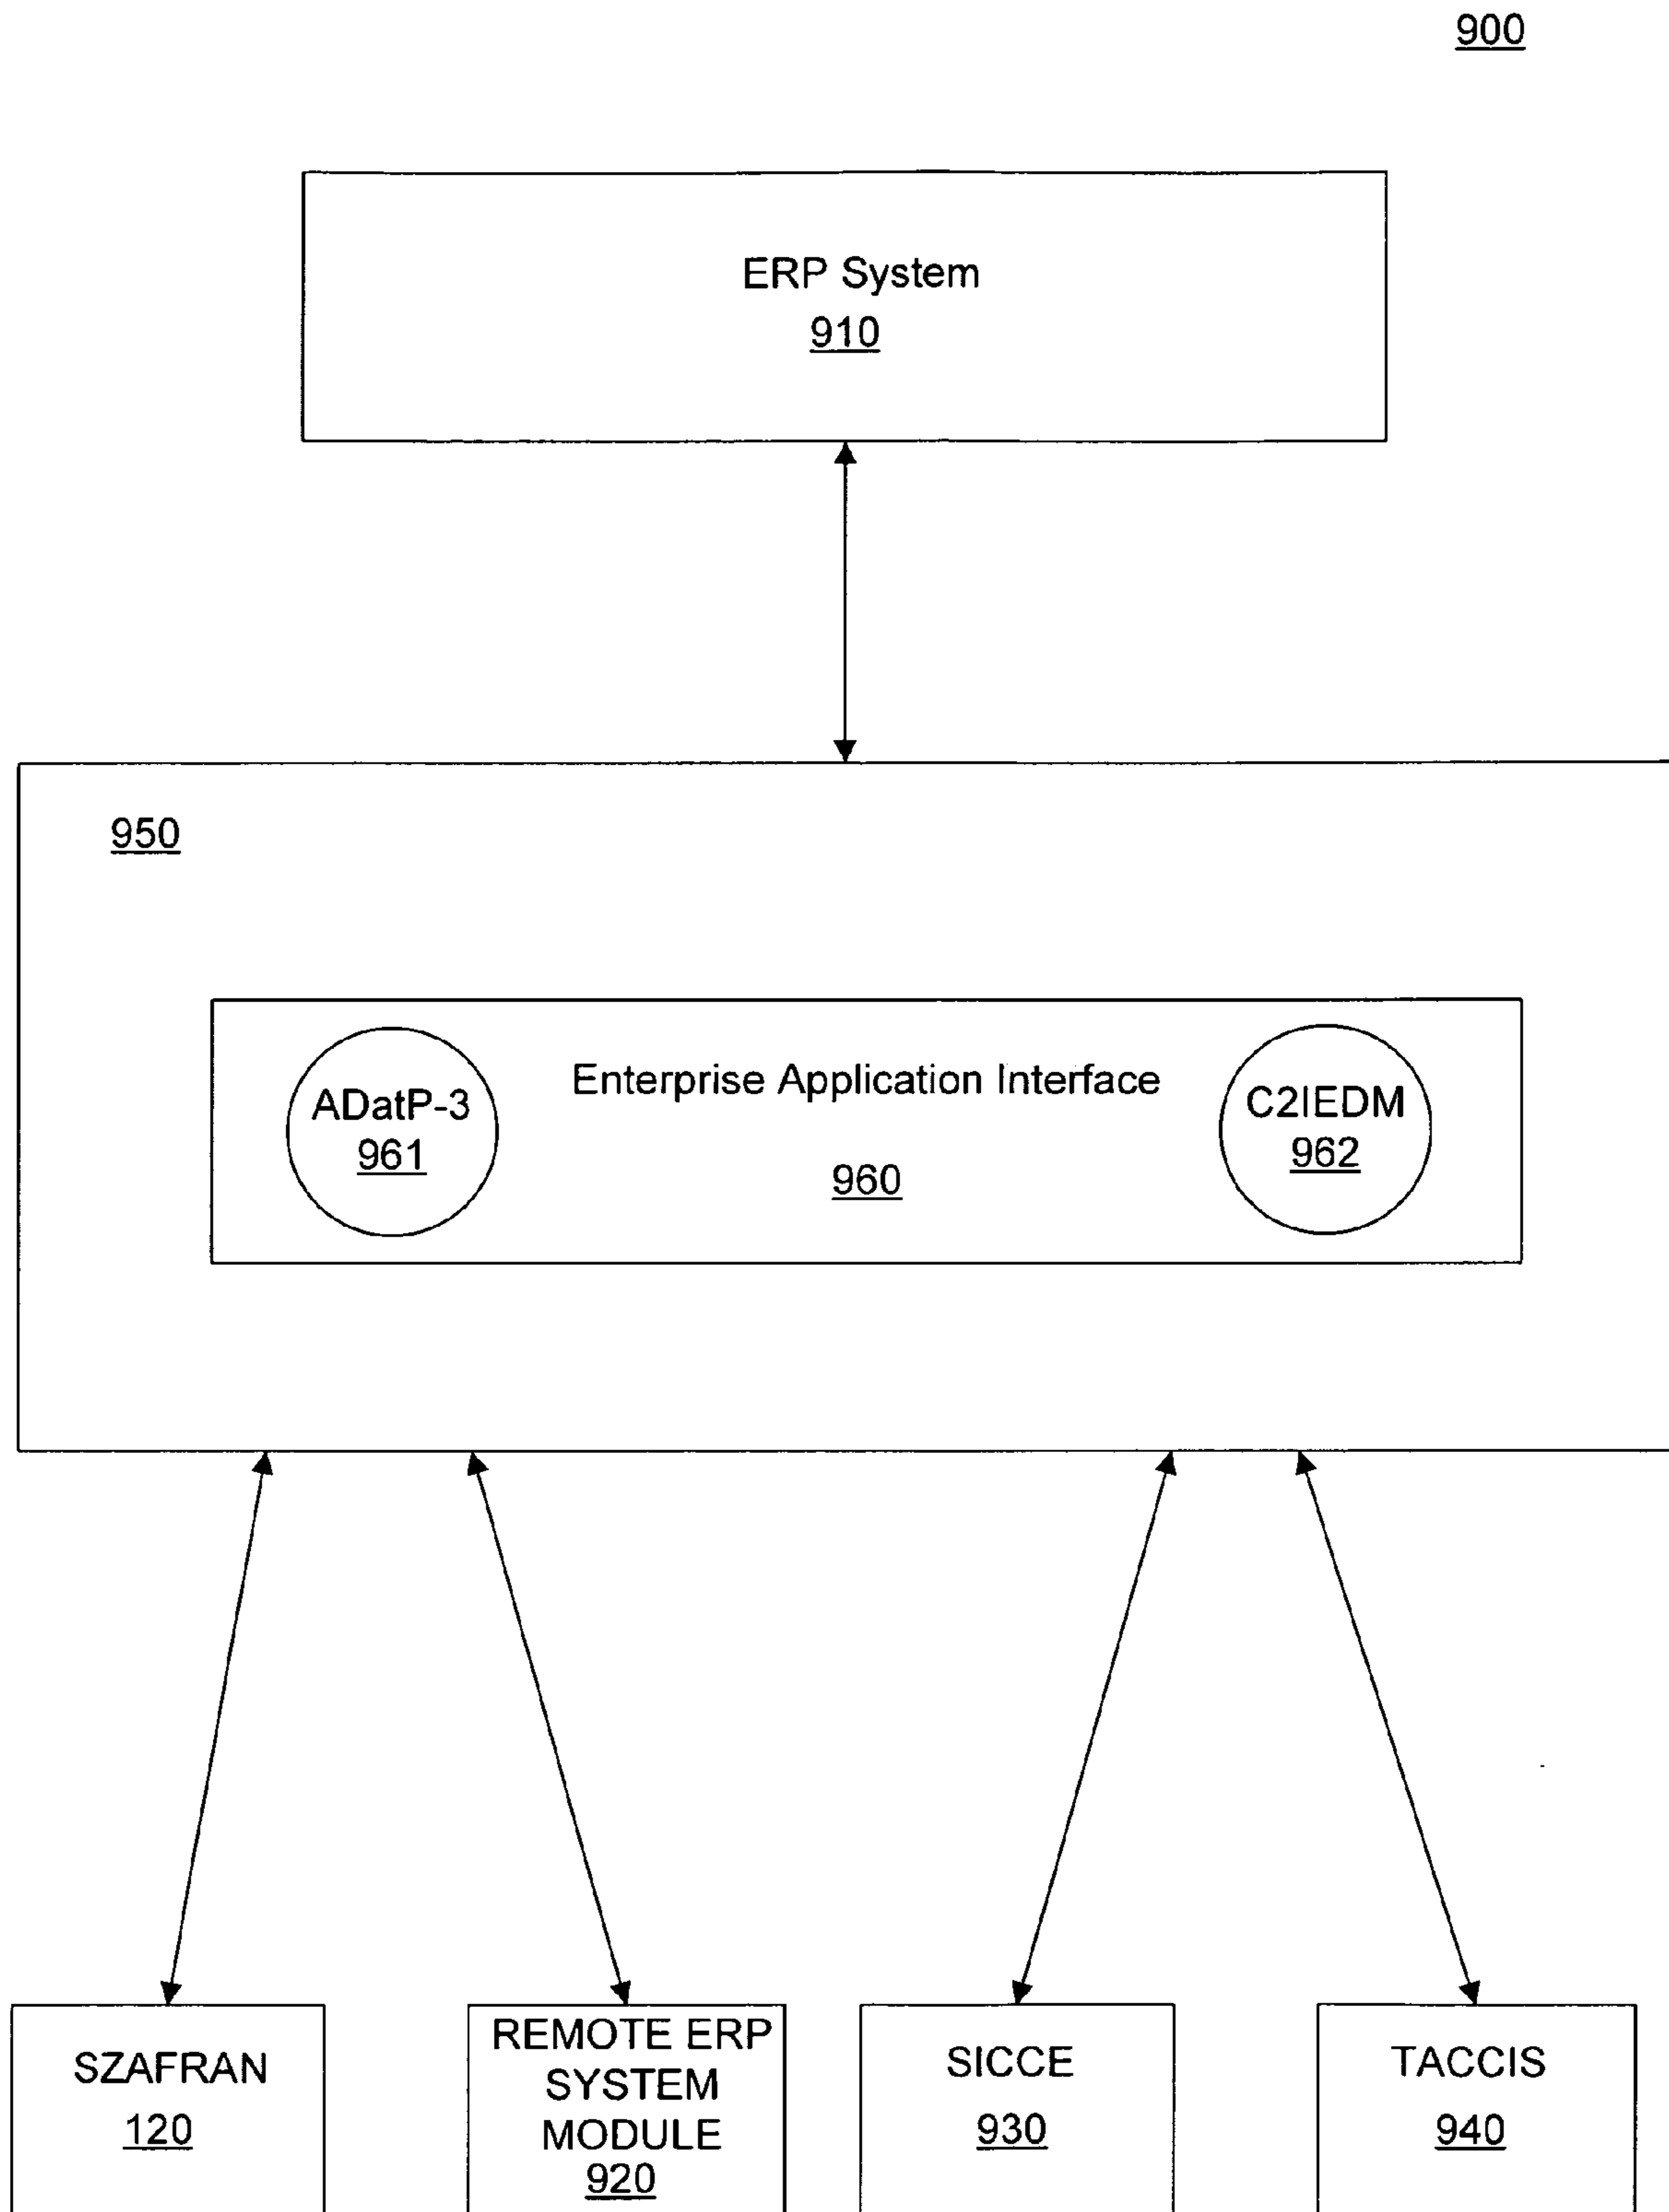 900
ERP System
910
950
Enterprise Application Interface
960
ADatP-3
961
C2IEDM
962
SZAFRAN
120
REMOTE ERP
SYSTEM
MODULE
920
SICCE
930
TACCIS
940